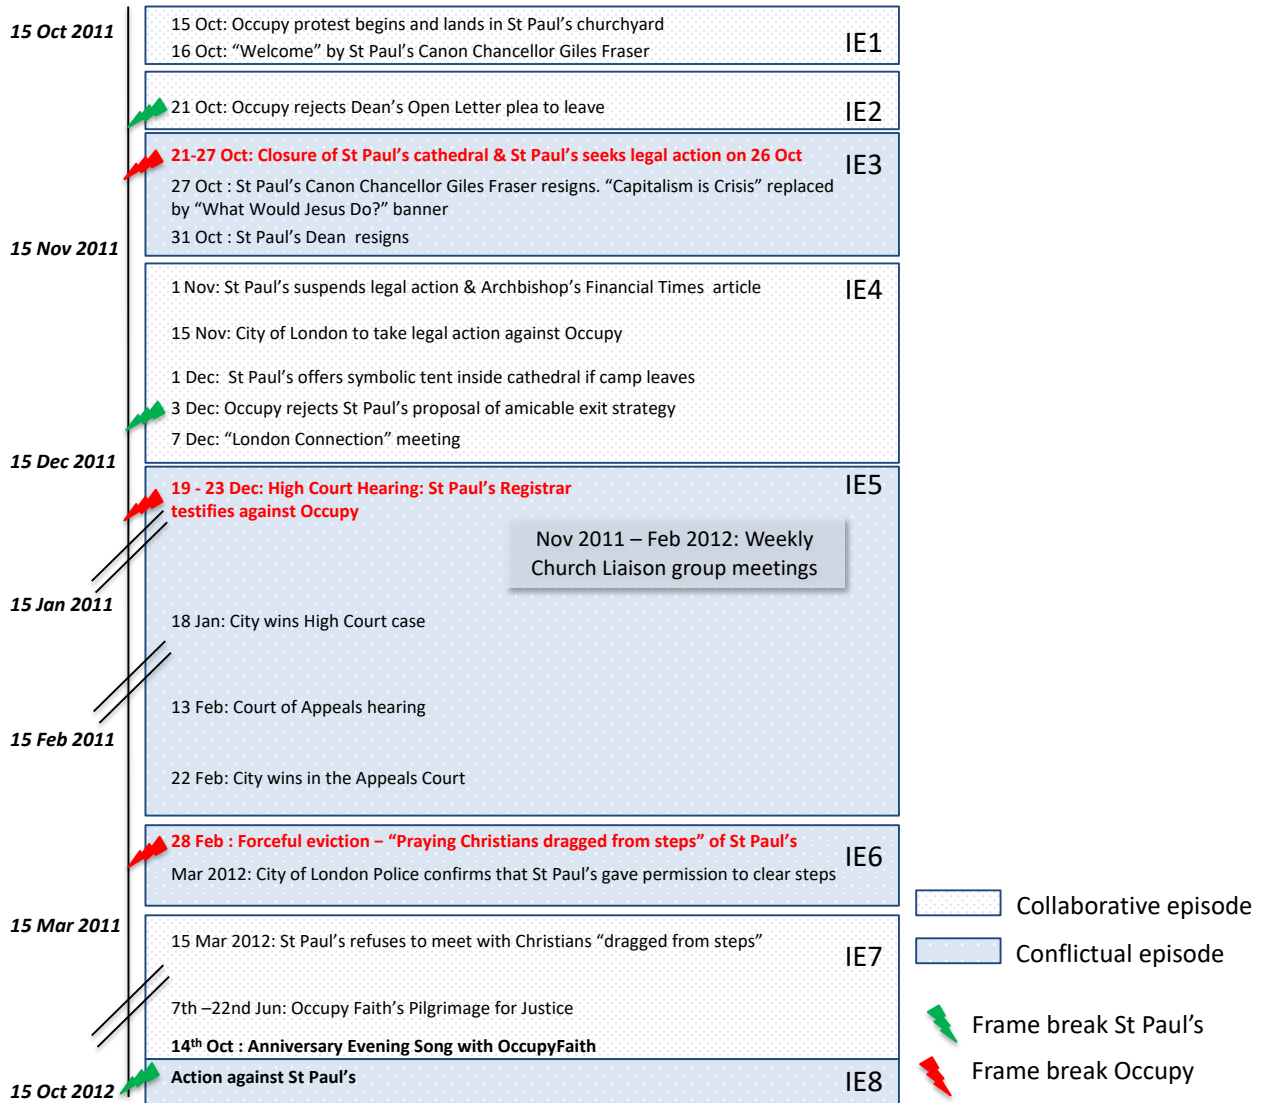 15 Oct 2011
15 Oct: Occupy protest begins and lands in St Paul's churchyard
16 Oct: "Welcome" by St Paul's Canon Chancellor Giles Fraser
IE1
21 Oct: Occupy rejects Dean's Open Letter plea to leave
IE2
21-27 Oct: Closure of St Paul's cathedral & St Paul's seeks legal action on 26 Oct
IE3
27 Oct : St Paul's Canon Chancellor Giles Fraser resigns. "Capitalism is Crisis" replaced
by "What Would Jesus Do?" banner
31 Oct : St Paul's Dean resigns
15 Nov 2011
1 Nov: St Paul's suspends legal action & Archbishop's Financial Times article
IE4
15 Nov: City of London to take legal action against Occupy
1 Dec: St Paul's offers symbolic tent inside cathedral if camp leaves
3 Dec: Occupy rejects St Paul's proposal of amicable exit strategy
7 Dec: "London Connection" meeting
15 Dec 2011
19 - 23 Dec: High Court Hearing: St Paul's Registrar
testifies against Occupy
IE5
Nov 2011 – Feb 2012: Weekly
Church Liaison group meetings
15 Jan 2011
18 Jan: City wins High Court case
13 Feb: Court of Appeals hearing
15 Feb 2011
22 Feb: City wins in the Appeals Court
28 Feb : Forceful eviction – "Praying Christians dragged from steps" of St Paul's
IE6
Mar 2012: City of London Police confirms that St Paul's gave permission to clear steps
15 Mar 2011
15 Mar 2012: St Paul's refuses to meet with Christians "dragged from steps"
IE7
7th –22nd Jun: Occupy Faith's Pilgrimage for Justice
14th Oct : Anniversary Evening Song with OccupyFaith
Action against St Paul's
IE8
15 Oct 2012
Collaborative episode
Conflictual episode
Frame break St Paul's
Frame break Occupy